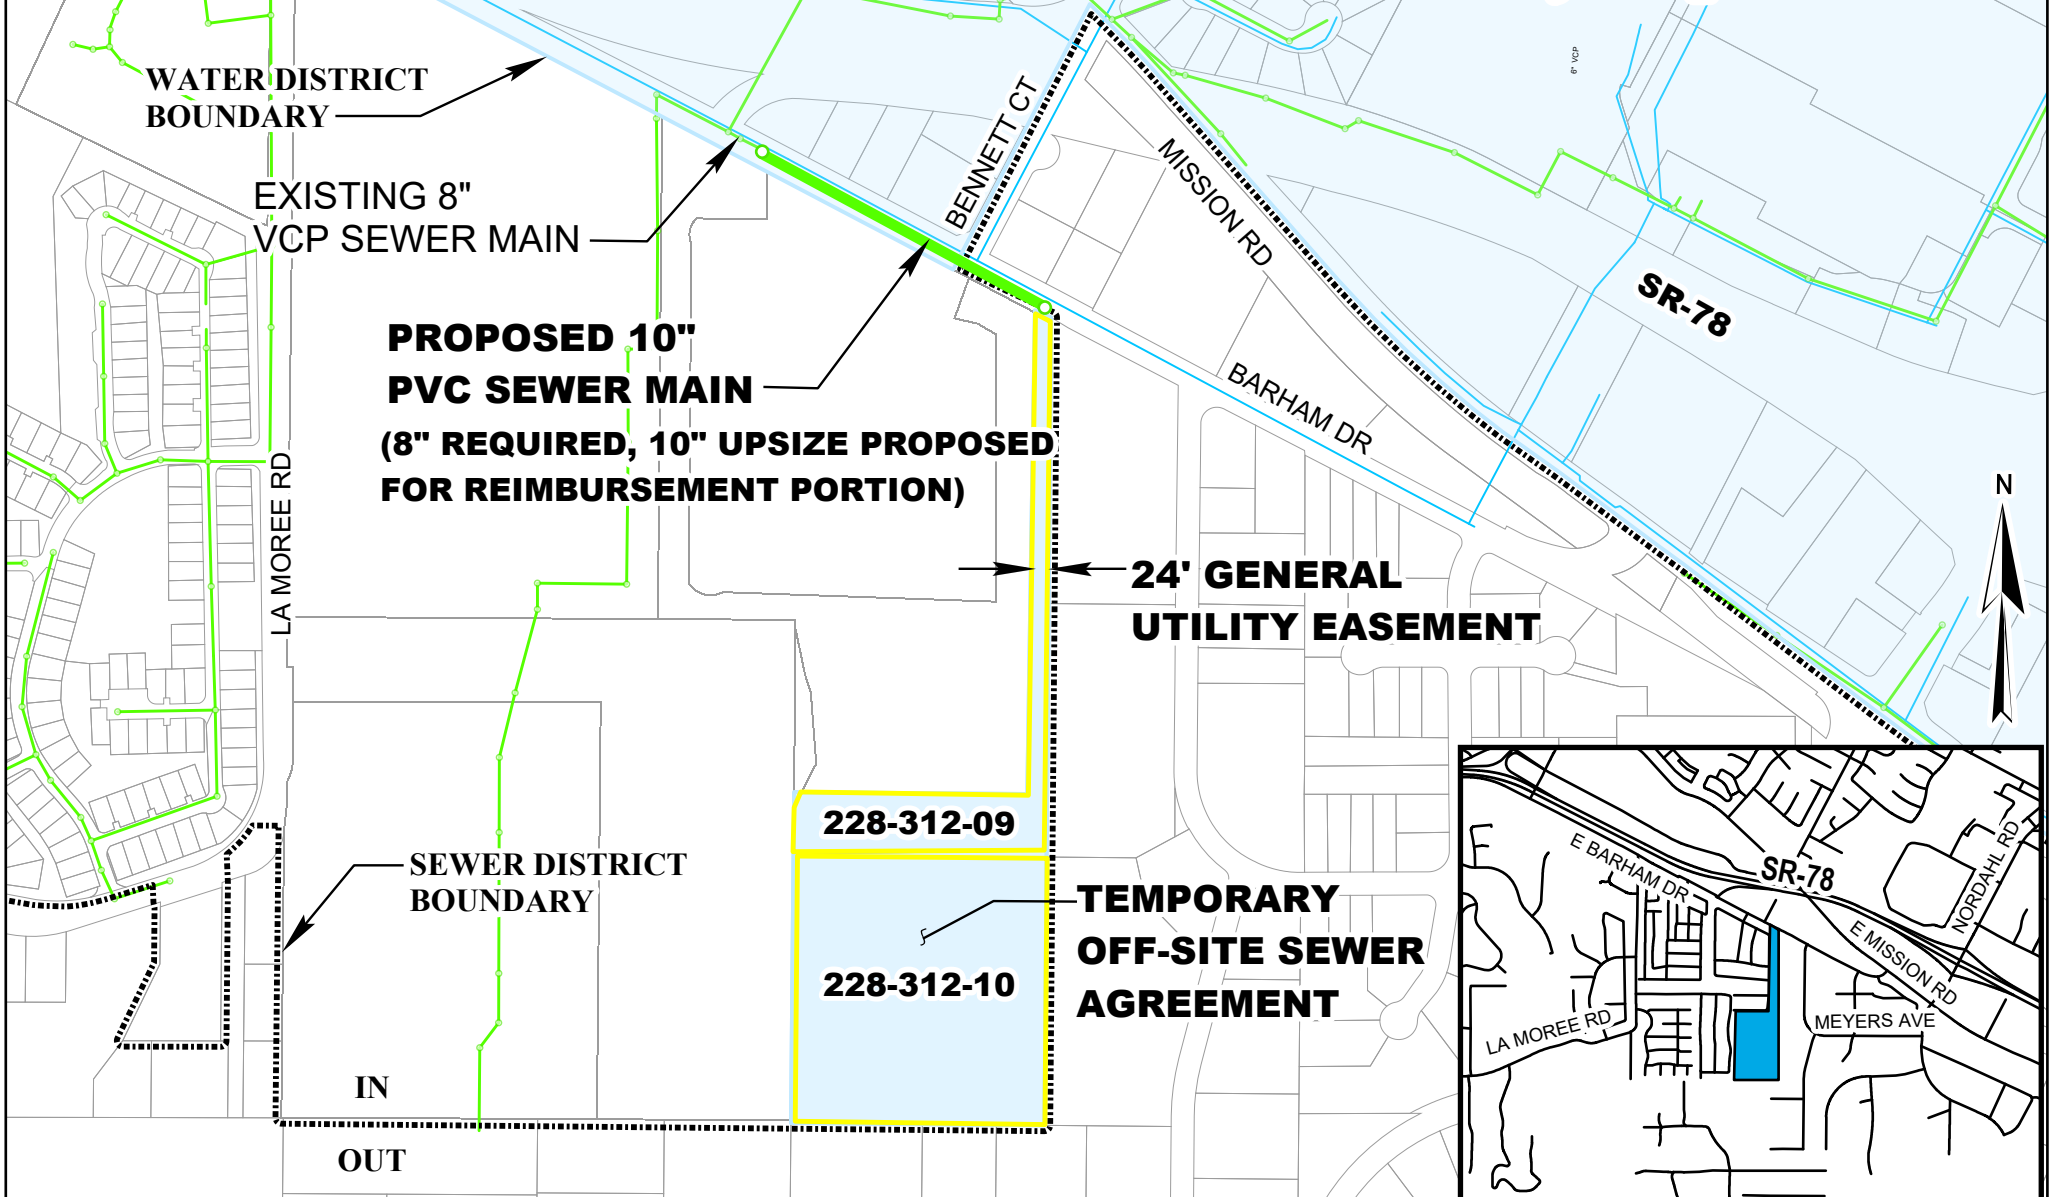 6" VCP
WATER DISTRICT
BOUNDARY
BENNETT CT
MISSION RD
EXISTING 8"
VCP SEWER MAIN
SR-78
PROPOSED 10"
PVC SEWER MAIN
(8" REQUIRED, 10" UPSIZE PROPOSED
FOR REIMBURSEMENT PORTION)
BARHAM DR
LA MOREE RD
N
24' GENERAL
UTILITY EASEMENT
228-312-09
SEWER DISTRICT
BOUNDARY
TEMPORARY
OFF-SITE SEWER
AGREEMENT
228-312-10
IN
OUT
E BARHAM DR
SR-78
NORDAHL RD
E MISSION RD
LA MOREE RD
MEYERS AVE